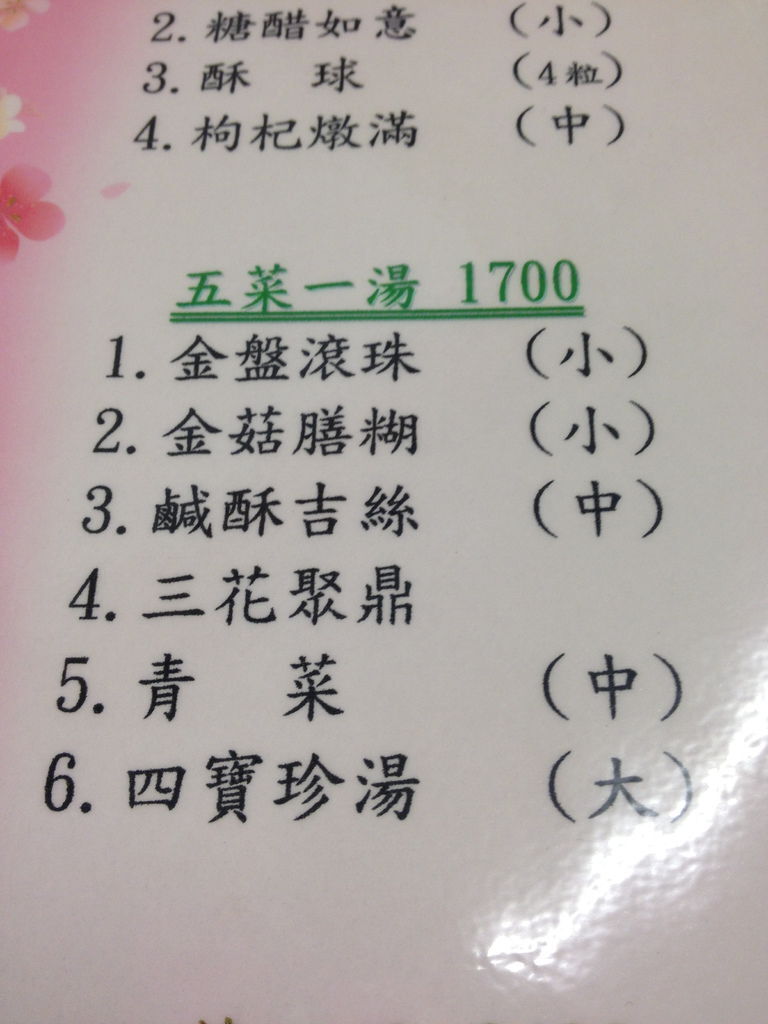 2. 糖醋如意 （小）
3. 酥 球 （4粒）
4. 枸杞燉滿 （中）
五菜一湯 1700
1. 金盤滾珠 （小）
2. 金菇膳糊 （小）
3. 鹹酥吉絲 （中）
4. 三花聚鼎
5. 青 菜 （中）
6. 四寶珍湯 （大）